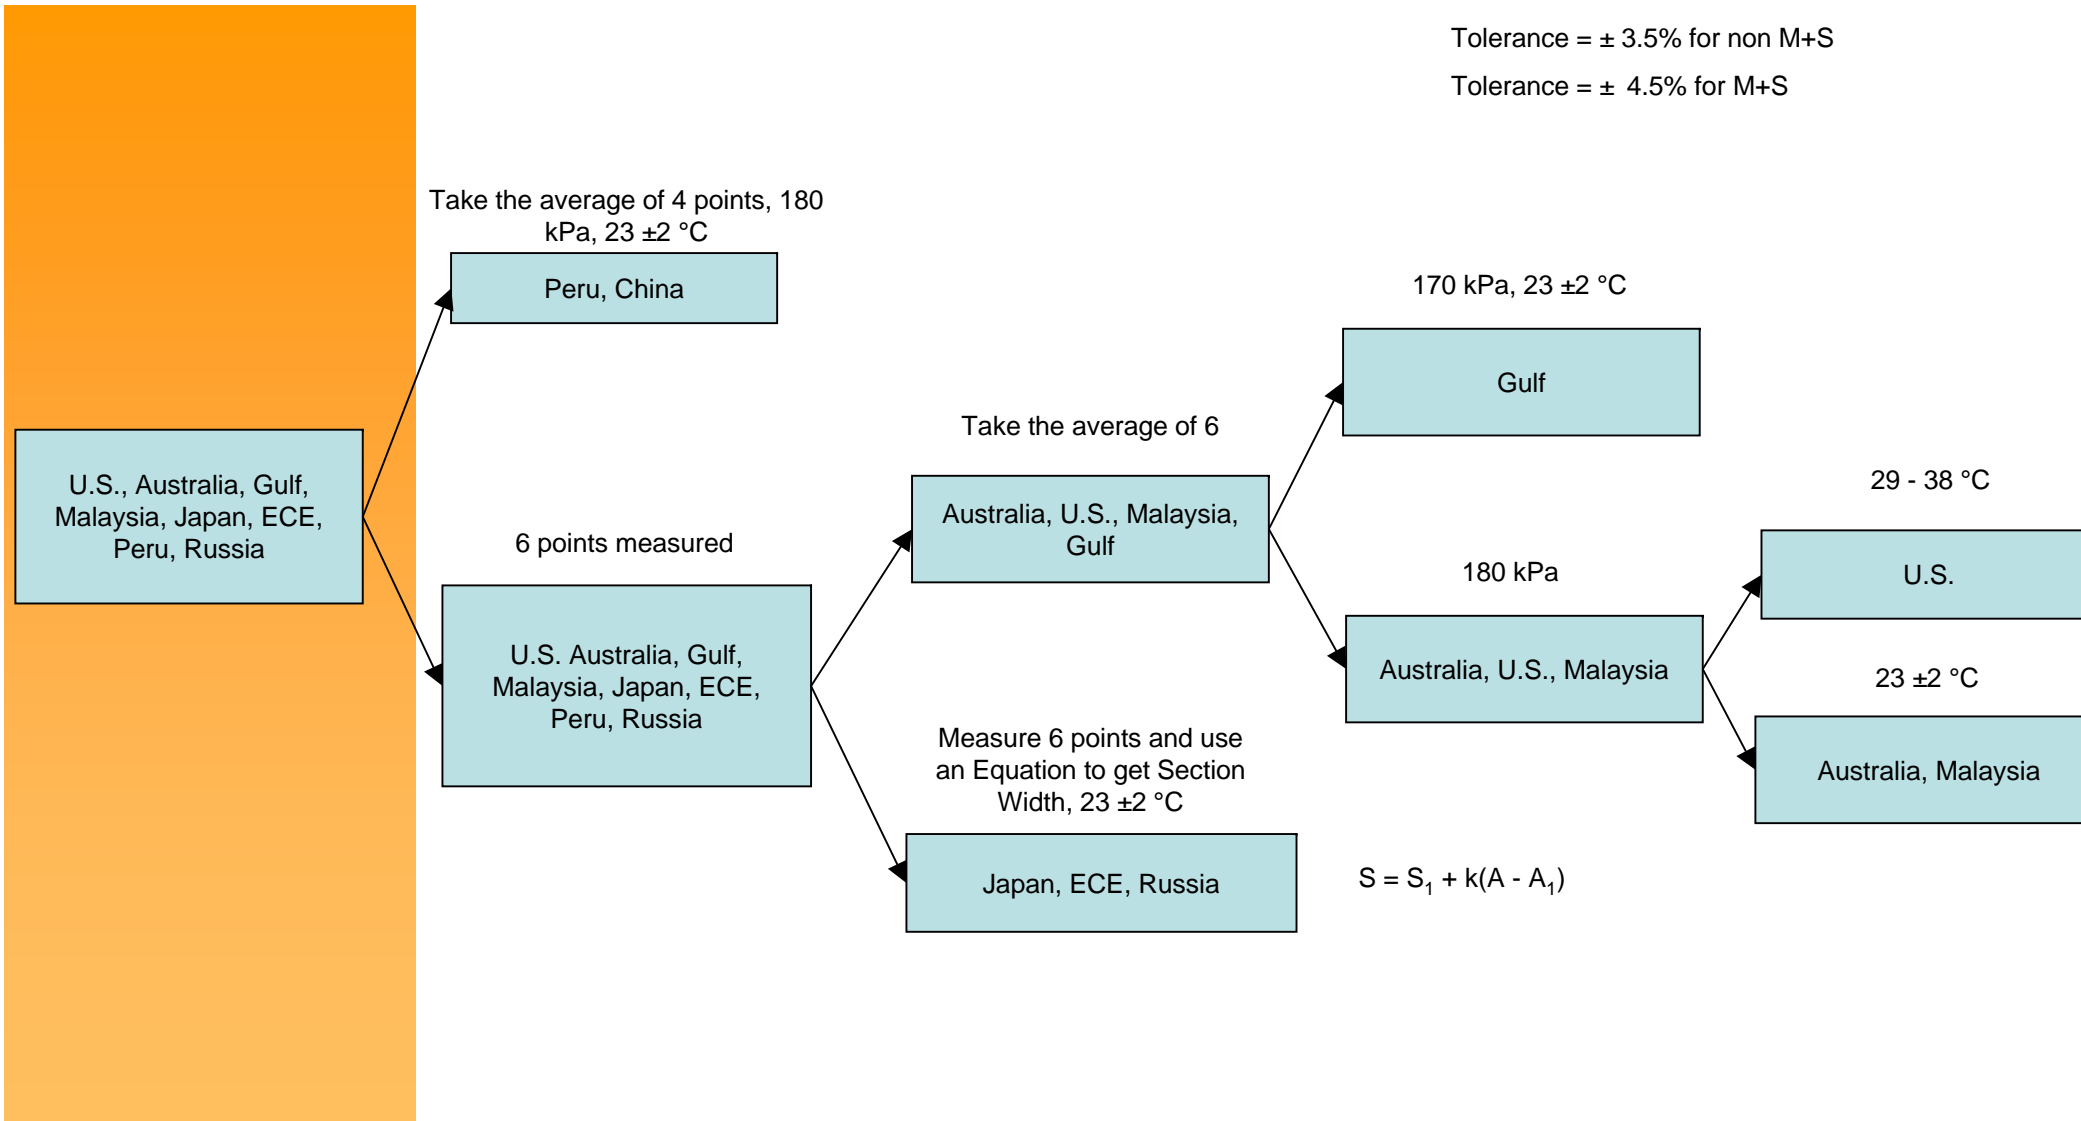 Tolerance = ± 3.5% for non M+S
Tolerance = ± 4.5% for M+S
Take the average of 4 points, 180
kPa, 23 ±2 °C
Peru, China
170 kPa, 23 ±2 °C
Gulf
Take the average of 6
U.S., Australia, Gulf,
Malaysia, Japan, ECE,
Peru, Russia
Australia, U.S., Malaysia,
Gulf
29 - 38 °C
U.S.
6 points measured
180 kPa
U.S. Australia, Gulf,
Malaysia, Japan, ECE,
Peru, Russia
Australia, U.S., Malaysia
23 ±2 °C
Australia, Malaysia
Measure 6 points and use
an Equation to get Section
Width, 23 ±2 °C
Japan, ECE, Russia
S = S₁ + k(A - A₁)